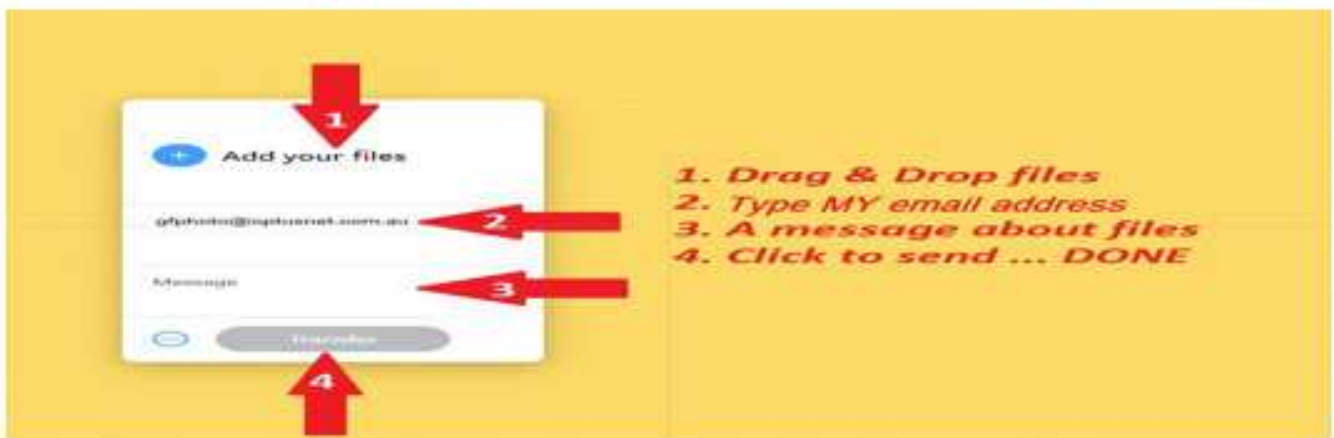 1
+ Add your files
gfphoto@optusnet.com.au
2
Message
3
Transfer
4
1. Drag & Drop files
2. Type MY email address
3. A message about files
4. Click to send ... DONE